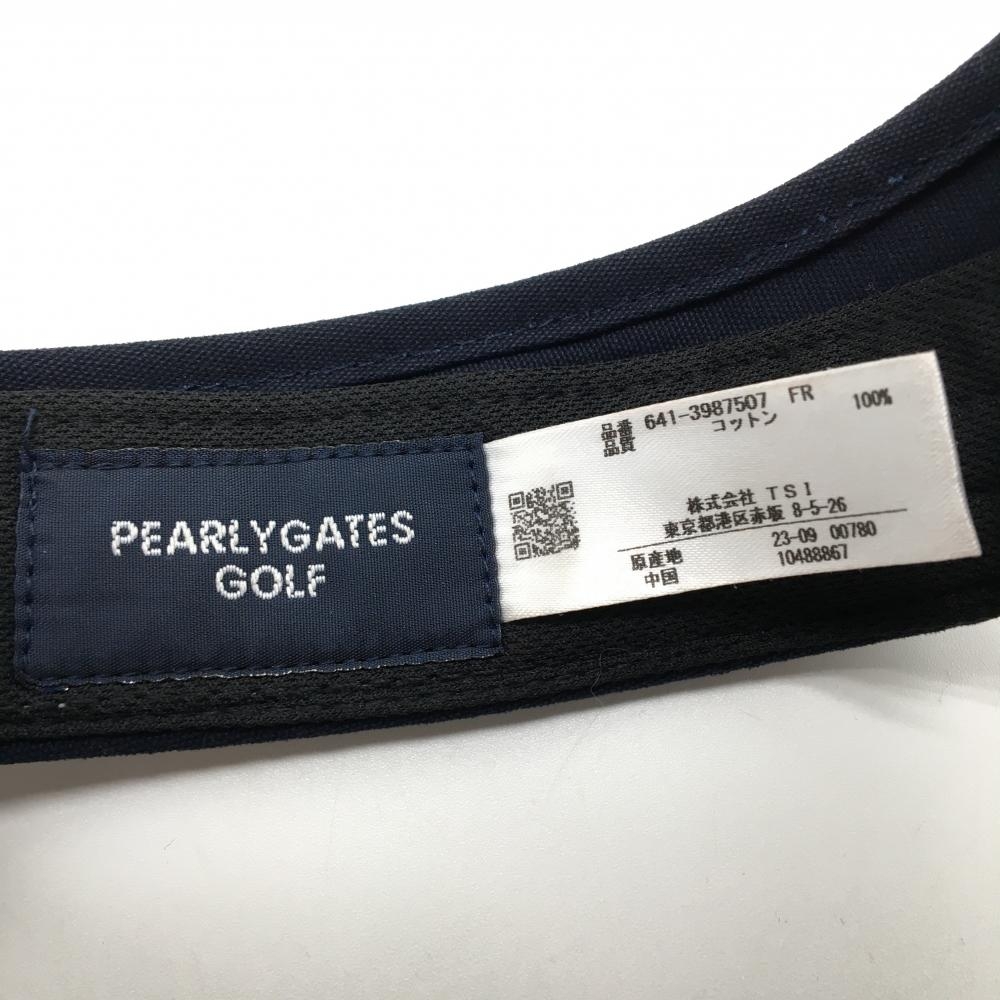 PEARLYGATES
GOLF
品番 641-3987507 FR
品質 コットン 100%
株式会社 TSI
東京都港区赤坂 8-5-26
23-09 00780
原産地 10488867
中国